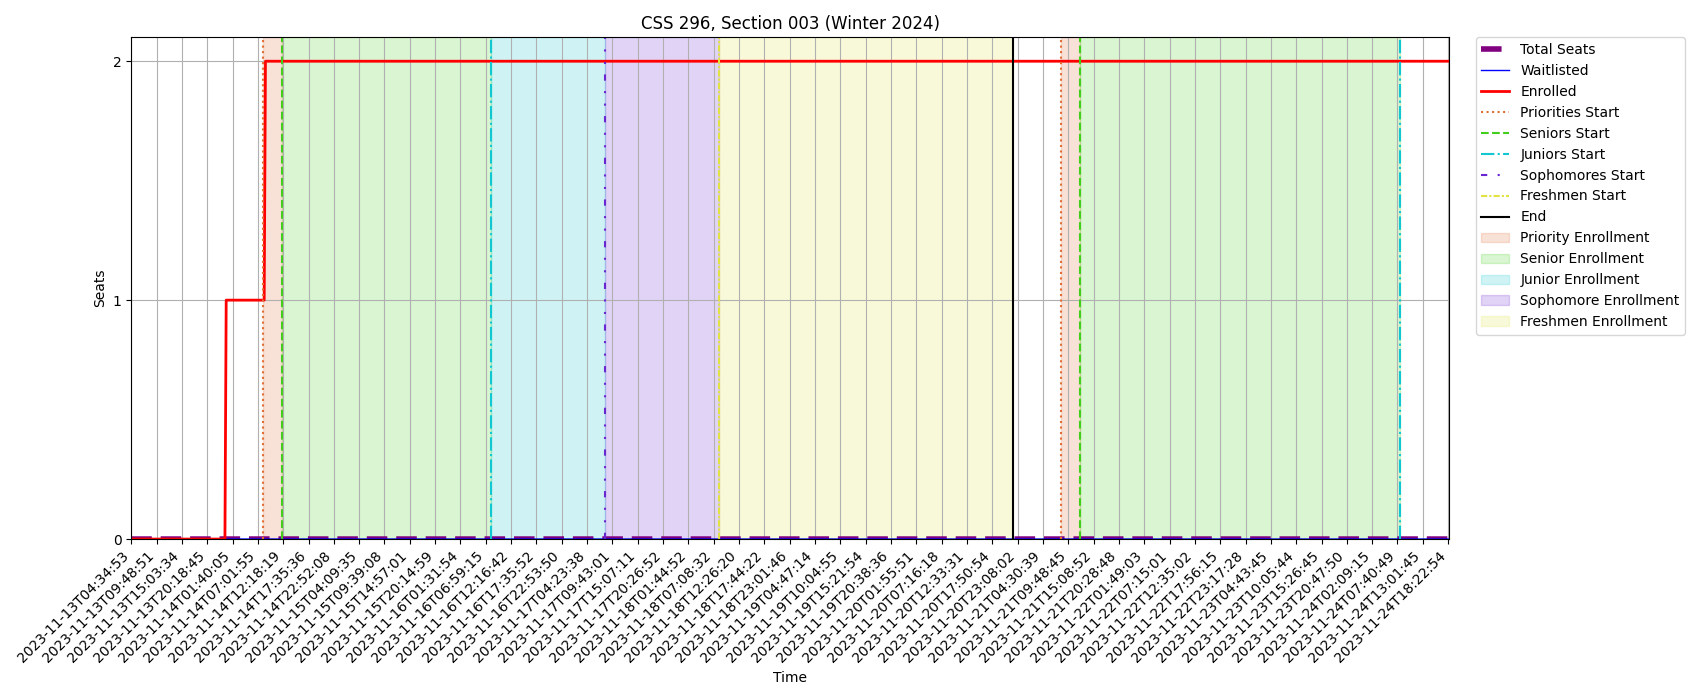 CSS 296, Section 003 (Winter 2024)
Seats
2
1
0
2023-11-13T04:34:53
2023-11-13T09:48:51
2023-11-13T15:03:34
2023-11-13T20:18:45
2023-11-14T01:40:05
2023-11-14T07:01:55
2023-11-14T12:18:19
2023-11-14T17:35:36
2023-11-14T22:52:08
2023-11-15T04:09:35
2023-11-15T09:39:08
2023-11-15T14:57:01
2023-11-15T20:14:59
2023-11-16T01:31:54
2023-11-16T06:59:15
2023-11-16T12:16:42
2023-11-16T17:35:52
2023-11-16T22:53:50
2023-11-17T04:23:38
2023-11-17T09:43:01
2023-11-17T15:07:11
2023-11-17T20:26:52
2023-11-18T01:44:52
2023-11-18T07:08:32
2023-11-18T12:26:20
2023-11-18T17:44:22
2023-11-18T23:01:46
2023-11-19T04:47:14
2023-11-19T10:04:55
2023-11-19T15:21:54
2023-11-19T20:38:36
2023-11-20T01:55:51
2023-11-20T07:16:18
2023-11-20T12:33:31
2023-11-20T17:50:54
2023-11-20T23:08:02
2023-11-21T04:30:39
2023-11-21T09:48:45
2023-11-21T15:08:52
2023-11-21T20:28:48
2023-11-22T01:49:03
2023-11-22T07:15:01
2023-11-22T12:35:02
2023-11-22T17:56:15
2023-11-22T23:17:28
2023-11-23T04:43:45
2023-11-23T10:05:44
2023-11-23T15:26:45
2023-11-23T20:47:50
2023-11-24T02:09:15
2023-11-24T07:40:49
2023-11-24T13:01:45
2023-11-24T18:22:54
Time
Total Seats
Waitlisted
Enrolled
Priorities Start
Seniors Start
Juniors Start
Sophomores Start
Freshmen Start
End
Priority Enrollment
Senior Enrollment
Junior Enrollment
Sophomore Enrollment
Freshmen Enrollment